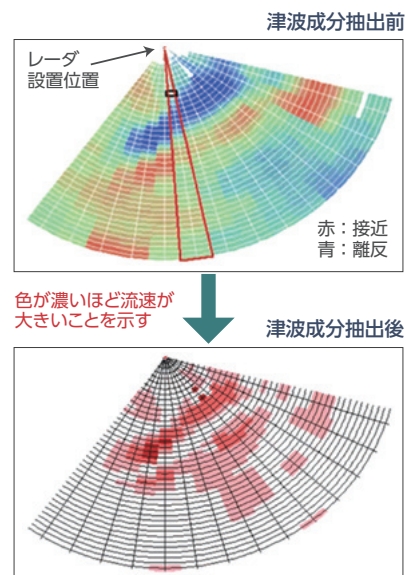 津波成分抽出前
レーダ
設置位置
赤：接近
青：離反
色が濃いほど流速が
大きいことを示す
津波成分抽出後